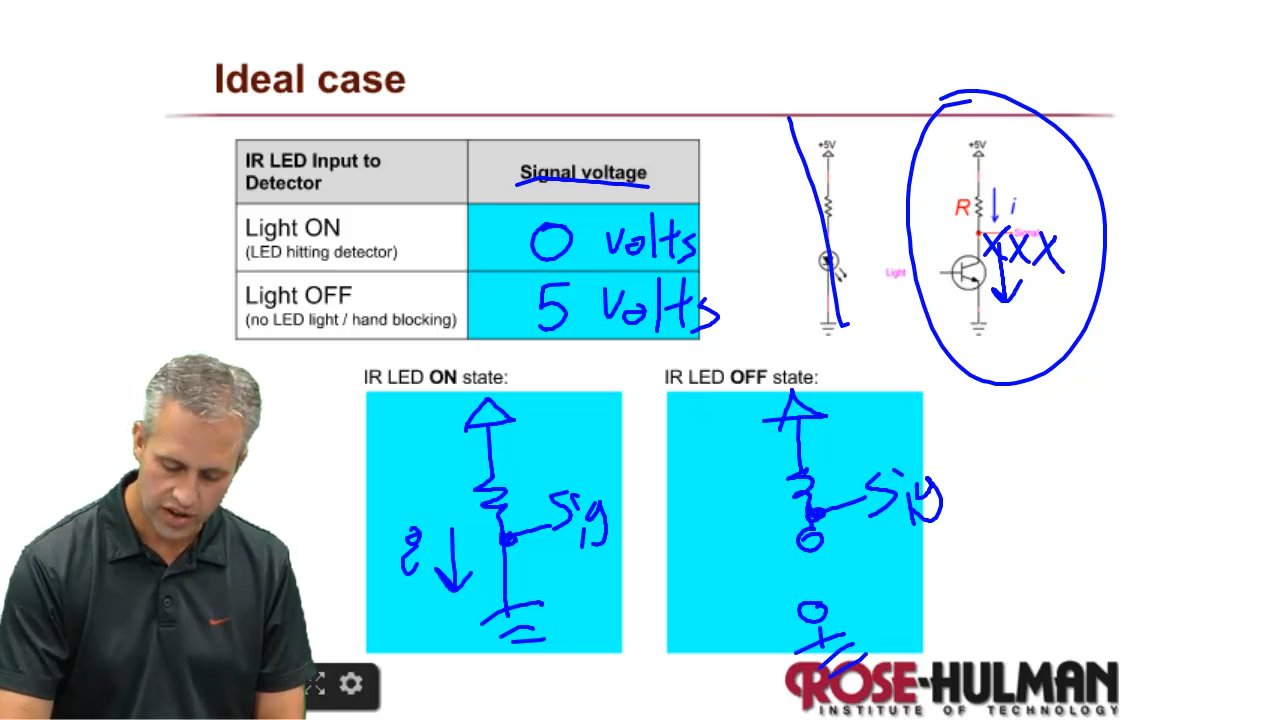 Ideal case
IR LED Input to
Detector
Signal voltage
Light ON
(LED hitting detector)
0 volts
Light OFF
(no LED light / hand blocking)
5 volts
+5V
+5V
R
i
Signal
xxx
Light
IR LED ON state:
IR LED OFF state:
Sig
i
Sig
ROSE-HULMAN
INSTITUTE OF TECHNOLOGY